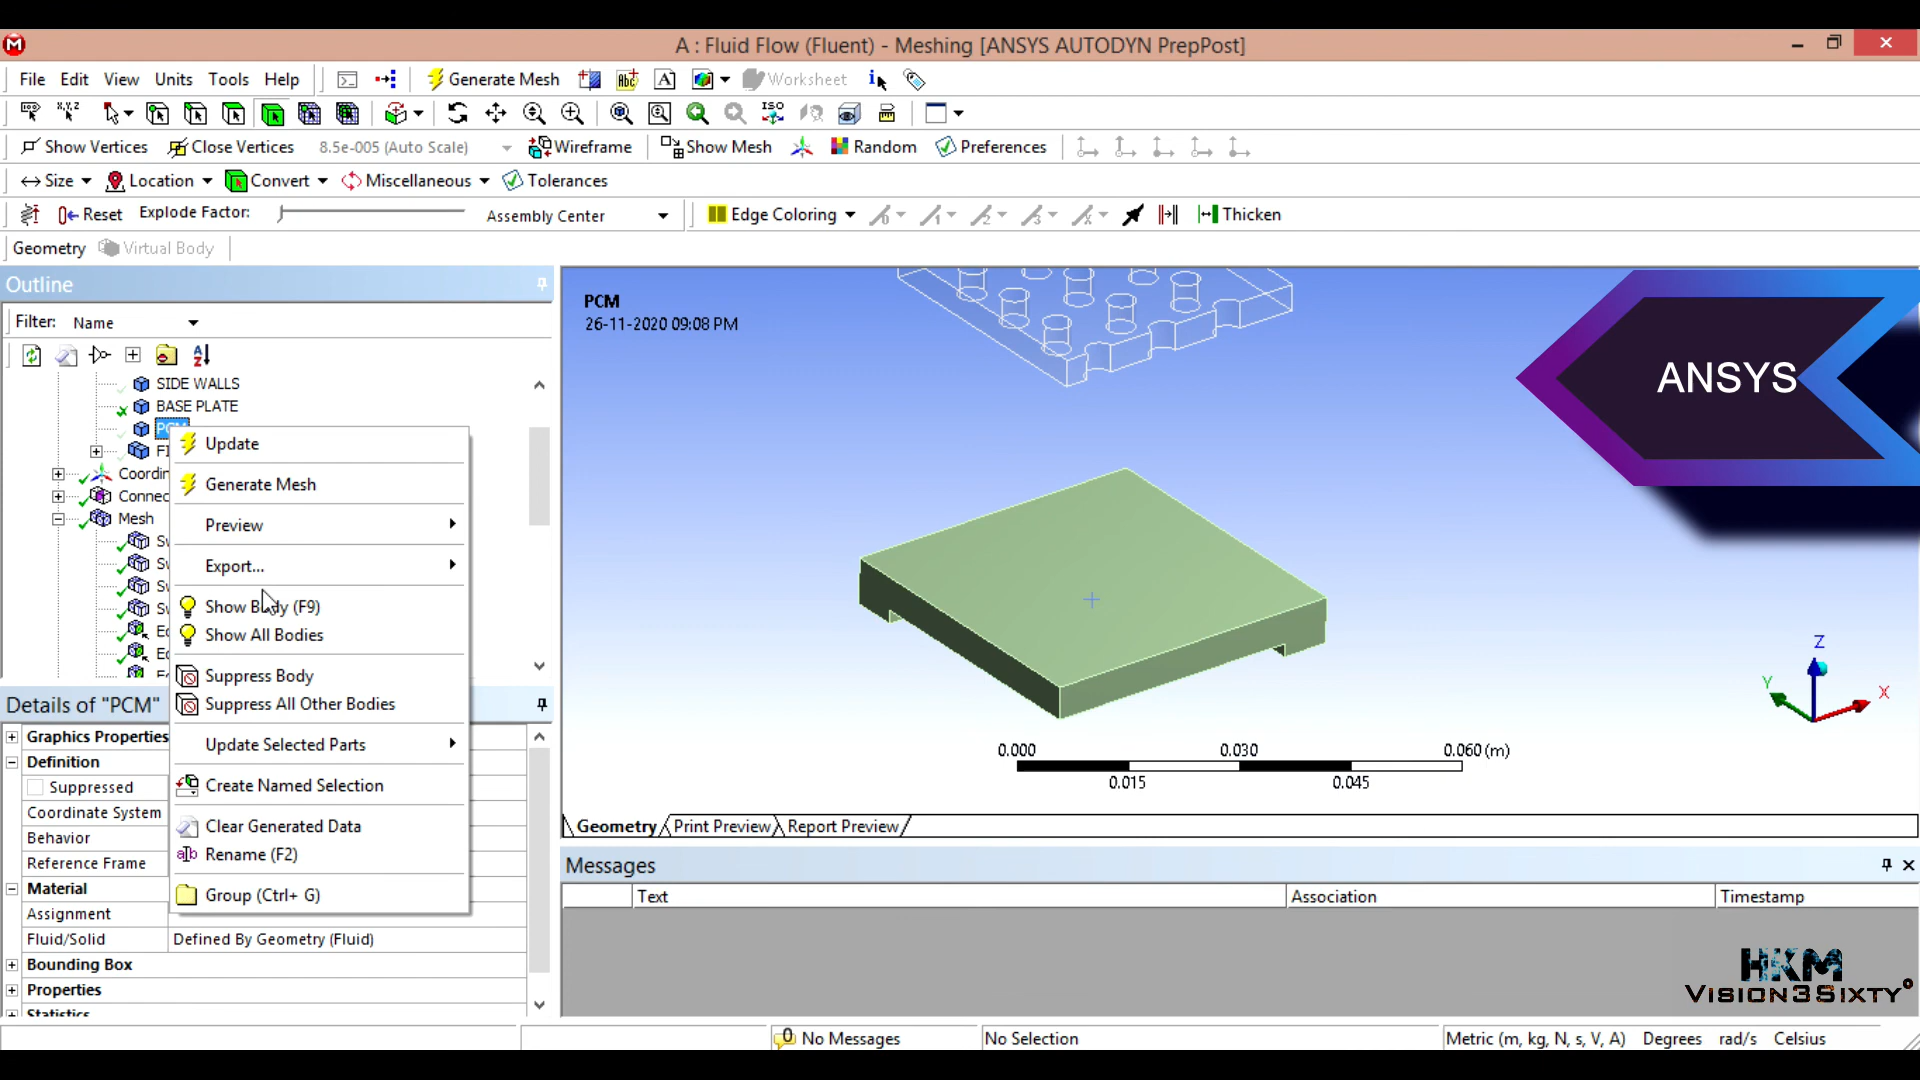 A : Fluid Flow (Fluent) - Meshing [ANSYS AUTODYN PrepPost]
File Edit View Units Tools Help Generate Mesh Worksheet
Show Vertices Close Vertices 8.5e-005 (Auto Scale) Wireframe Show Mesh Random Preferences
Size Location Convert Miscellaneous Tolerances
Reset Explode Factor: Assembly Center Edge Coloring Thicken
Geometry Virtual Body
Outline
Filter: Name
SIDE WALLS
BASE PLATE
PCM
Coordin
Connec
Mesh
Update
Generate Mesh
Preview
Export...
Show Body (F9)
Show All Bodies
Suppress Body
Suppress All Other Bodies
Update Selected Parts
Create Named Selection
Clear Generated Data
Rename (F2)
Group (Ctrl+ G)
Details of "PCM"
Graphics Properties
Definition
Suppressed
Coordinate System
Behavior
Reference Frame
Material
Assignment
Fluid/Solid Defined By Geometry (Fluid)
Bounding Box
Properties
Statistics
PCM
26-11-2020 09:08 PM
ANSYS
Z
Y
X
0.000 0.030 0.060 (m)
0.015 0.045
Geometry Print Preview Report Preview
Messages
Text Association Timestamp
HKM
VISION3SIXTY°
No Messages No Selection Metric (m, kg, N, s, V, A) Degrees rad/s Celsius